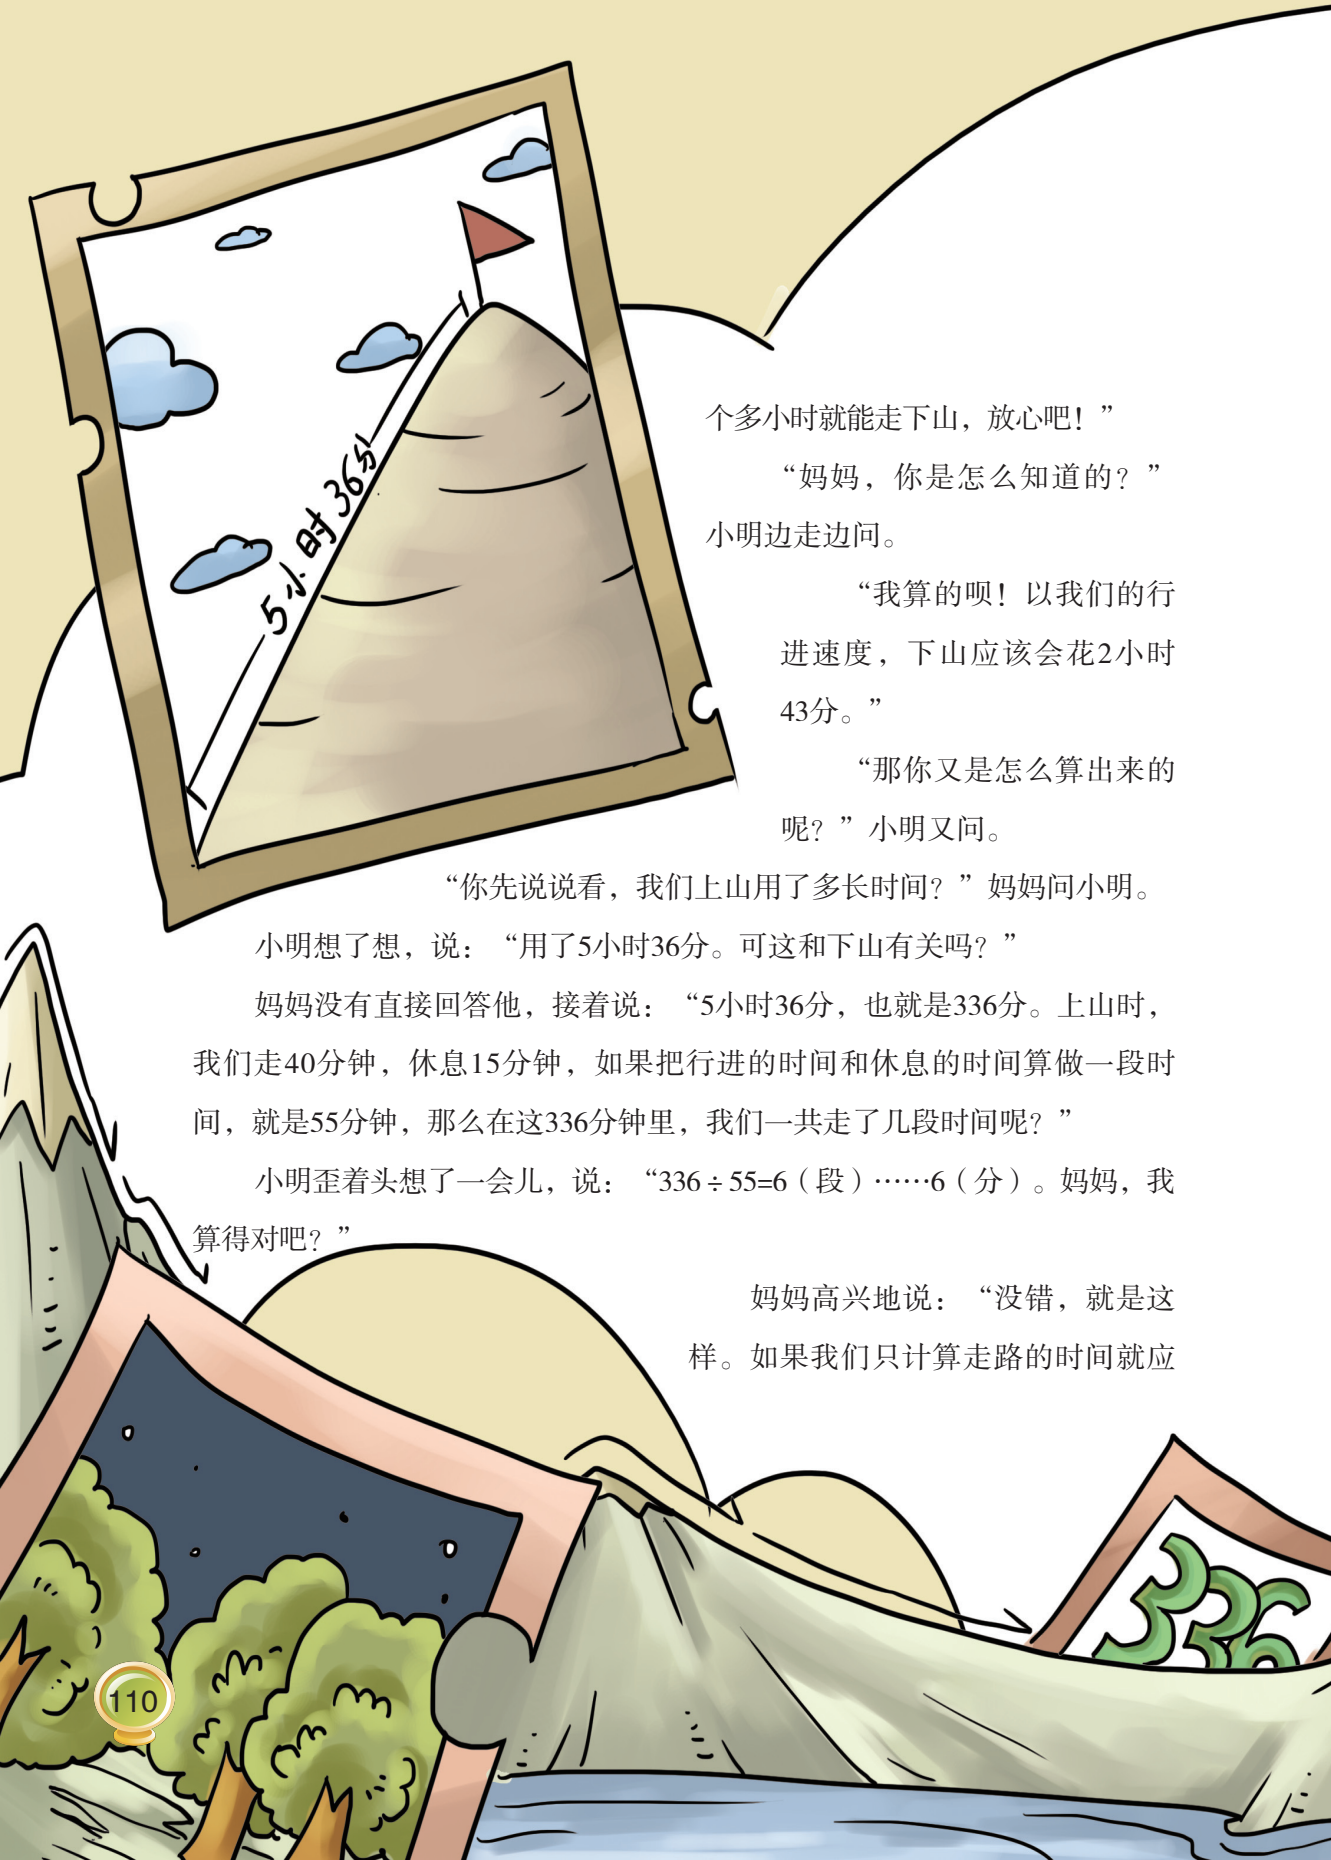 5小时36分
个多小时就能走下山，放心吧！”
“妈妈，你是怎么知道的？”
小明边走边问。
“我算的呗！以我们的行
进速度，下山应该会花2小时
43分。”
“那你又是怎么算出来的
呢？”小明又问。
“你先说说看，我们上山用了多长时间？”妈妈问小明。
小明想了想，说：“用了5小时36分。可这和下山有关吗？”
妈妈没有直接回答他，接着说：“5小时36分，也就是336分。上山时，
我们走40分钟，休息15分钟，如果把行进的时间和休息的时间算做一段时
间，就是55分钟，那么在这336分钟里，我们一共走了几段时间呢？”
小明歪着头想了一会儿，说：“336÷55=6（段）……6（分）。妈妈，我
算得对吧？”
妈妈高兴地说：“没错，就是这
样。如果我们只计算走路的时间就应
336
110